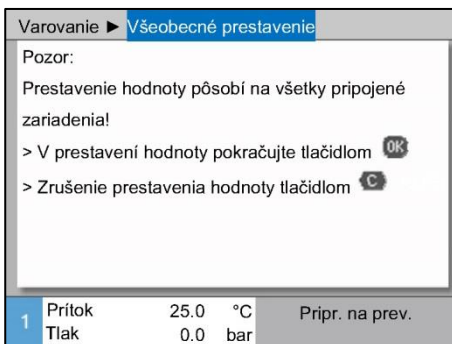 Varovanie ► Všeobecné prestavenie
Pozor:
Prestavenie hodnoty pôsobí na všetky pripojené
zariadenia!
> V prestavení hodnoty pokračujte tlačidlom OK
> Zrušenie prestavenia hodnoty tlačidlom C
1 Prítok 25.0 °C Pripr. na prev.
Tlak 0.0 bar